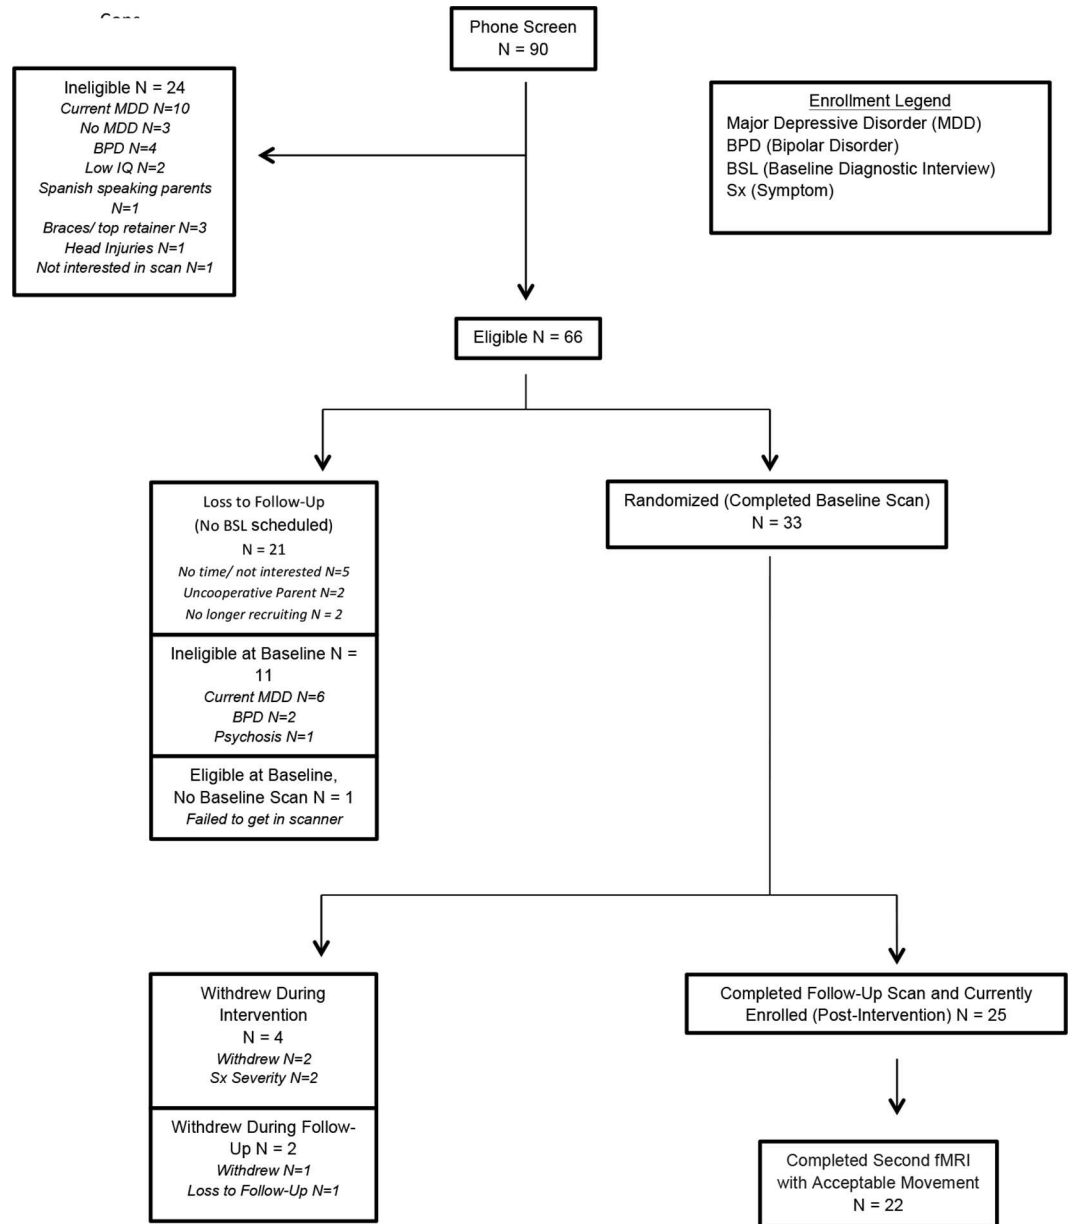 Phone Screen
N = 90
Ineligible N = 24
Current MDD N=10
No MDD N=3
BPD N=4
Low IQ N=2
Spanish speaking parents
N=1
Braces/ top retainer N=3
Head Injuries N=1
Not interested in scan N=1
Enrollment Legend
Major Depressive Disorder (MDD)
BPD (Bipolar Disorder)
BSL (Baseline Diagnostic Interview)
Sx (Symptom)
Eligible N = 66
Loss to Follow-Up
(No BSL scheduled)
N = 21
No time/ not interested N=5
Uncooperative Parent N=2
No longer recruiting N = 2
Ineligible at Baseline N =
11
Current MDD N=6
BPD N=2
Psychosis N=1
Eligible at Baseline,
No Baseline Scan N = 1
Failed to get in scanner
Randomized (Completed Baseline Scan)
N = 33
Withdrew During
Intervention
N = 4
Withdrew N=2
Sx Severity N=2
Withdrew During Follow-
Up N = 2
Withdrew N=1
Loss to Follow-Up N=1
Completed Follow-Up Scan and Currently
Enrolled (Post-Intervention) N = 25
Completed Second fMRI
with Acceptable Movement
N = 22